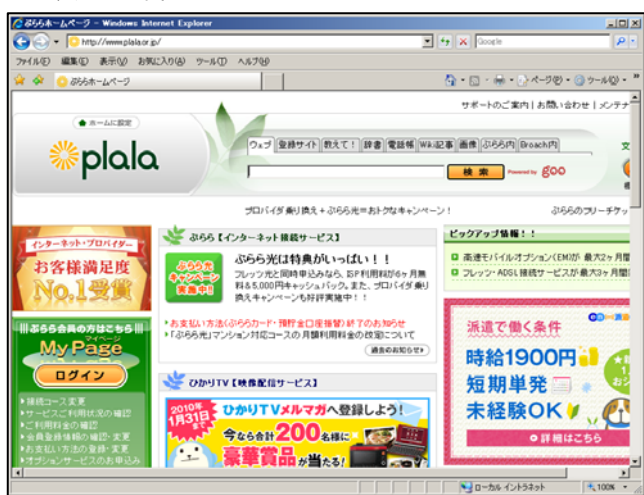 ぷららホームページ - Windows Internet Explorer
http://www.plala.or.jp/
Google
ファイル(F) 編集(E) 表示(V) お気に入り(A) ツール(T) ヘルプ(H)
ぷららホームページ
ページ(P) ツール(O)
サポートのご案内 | お問い合わせ | メンテナ
ホームに設定
plala
ウェブ 登録サイト 教えて! 辞書 電話帳 Wiki記事 画像 ぷらら内 Broach内
検索 Powered by goo
プロバイダ乗り換え+ぷらら光=おトクなキャンペーン!
ぷららのフリーチケッ
インターネット・プロバイダー
お客様満足度
No.1受賞
ぷらら会員の方はこちら
マイページ
My Page
ログイン
接続コース変更
サービスご利用状況の確認
ご利用料金の確認
会員登録情報の確認・変更
お支払い方法の登録・変更
オプションサービスのお申込み
ぷらら【インターネット接続サービス】
ぷらら光
キャンペーン
実施中!!
ぷらら光は特典がいっぱい!!
フレッツ光と同時申込みなら、ISP利用料が6ヶ月無
料&5,000円キャッシュバック。また、プロバイダ乗り
換えキャンペーンも好評実施中!!
お支払い方法(ぷららカード・預貯金口座振替)終了のお知らせ
「ぷらら光」マンション対応コースの月額利用料金の改定について
過去のお知らせ
ひかりTV【映像配信サービス】
2010年
1月31日
まで
ひかりTVメルマガへ登録しよう!
今なら合計200名様に
豪華賞品が当たる!
ピックアップ情報!!
高速モバイルオプション(EM)が 最大2ヶ月間
フレッツ・ADSL接続サービスが 最大3ヶ月間
派遣で働く条件
時給1900円
短期単発
未経験OK
詳細はこちら
ローカル イントラネット
100%